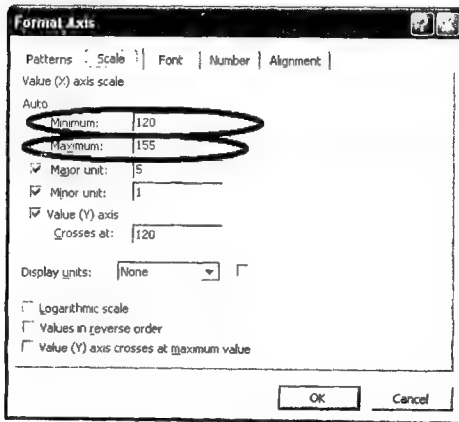 Format Axis
Patterns Scale Font Number Alignment
Value (X) axis scale
Auto
Minimum: 120
Maximum: 155
Major unit: 5
Minor unit: 1
Value (Y) axis
Crosses at: 120
Display units: None
Logarithmic scale
Values in reverse order
Value (Y) axis crosses at maximum value
OK Cancel